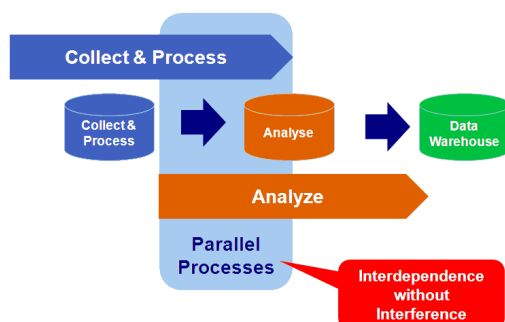 Collect & Process
Collect &
Process
Analyse
Data
Warehouse
Analyze
Parallel
Processes
Interdependence
without
Interference